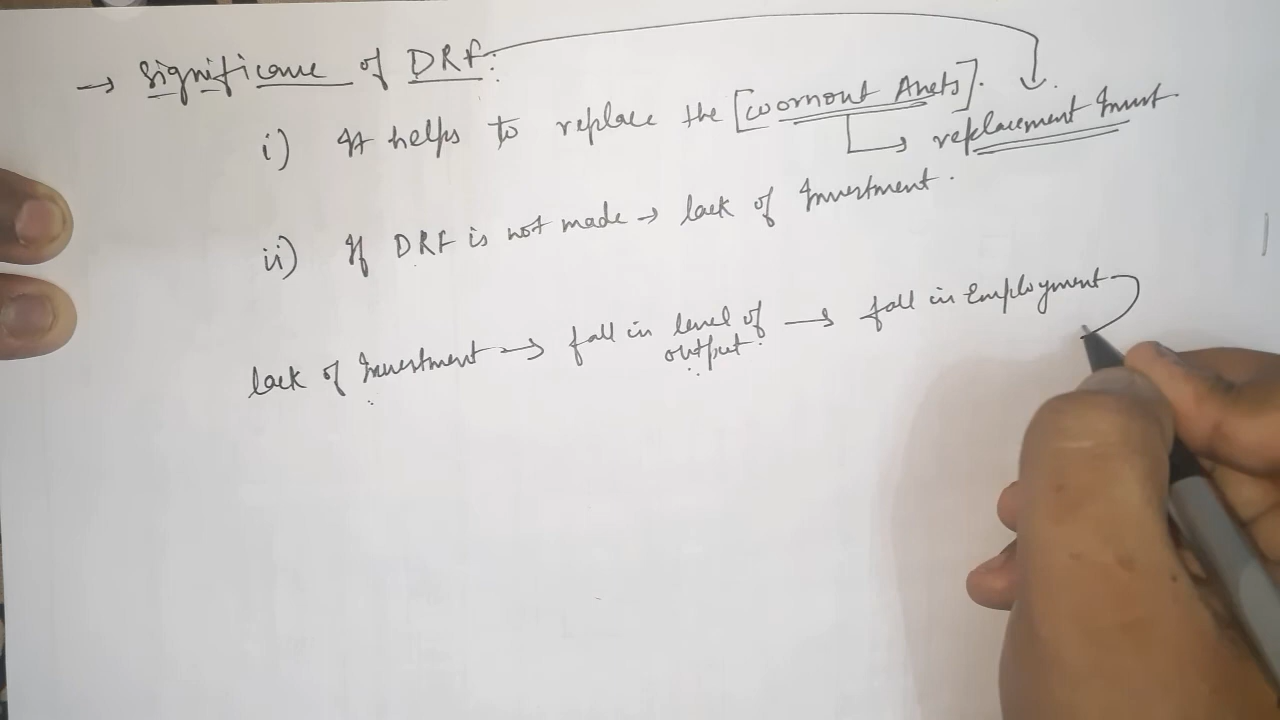 → Significance of DRF:
i) It helps to replace the [wornout Assets].
replacement Invest.
ii) If DRF is not made → lack of Investment.
lack of Investment → fall in level of output → fall in Employment